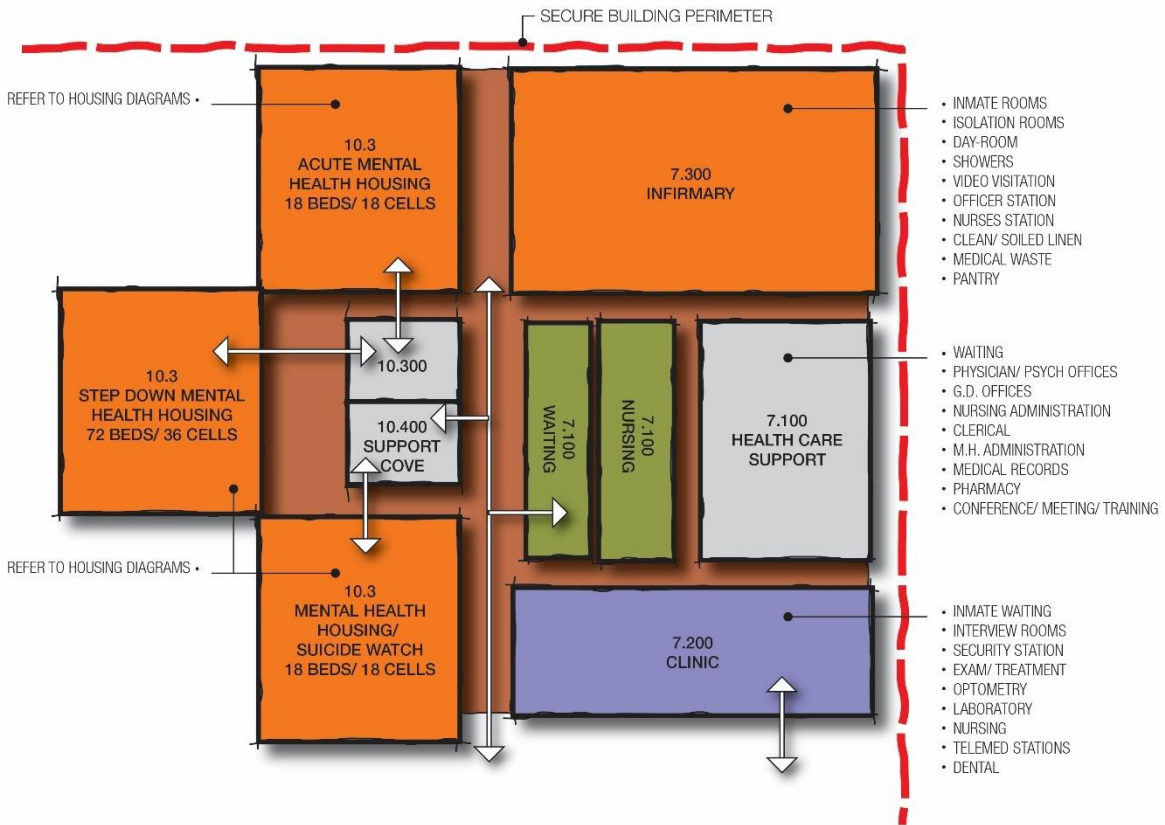 SECURE BUILDING PERIMETER
REFER TO HOUSING DIAGRAMS •
10.3
ACUTE MENTAL
HEALTH HOUSING
18 BEDS/ 18 CELLS
7.300
INFIRMARY
• INMATE ROOMS
• ISOLATION ROOMS
• DAY-ROOM
• SHOWERS
• VIDEO VISITATION
• OFFICER STATION
• NURSES STATION
• CLEAN/ SOILED LINEN
• MEDICAL WASTE
• PANTRY
10.3
STEP DOWN MENTAL
HEALTH HOUSING
72 BEDS/ 36 CELLS
10.300
10.400
SUPPORT
COVE
7.100
WAITING
7.100
NURSING
7.100
HEALTH CARE
SUPPORT
• WAITING
• PHYSICIAN/ PSYCH OFFICES
• G.D. OFFICES
• NURSING ADMINISTRATION
• CLERICAL
• M.H. ADMINISTRATION
• MEDICAL RECORDS
• PHARMACY
• CONFERENCE/ MEETING/ TRAINING
REFER TO HOUSING DIAGRAMS •
10.3
MENTAL HEALTH
HOUSING/
SUICIDE WATCH
18 BEDS/ 18 CELLS
7.200
CLINIC
• INMATE WAITING
• INTERVIEW ROOMS
• SECURITY STATION
• EXAM/ TREATMENT
• OPTOMETRY
• LABORATORY
• NURSING
• TELEMED STATIONS
• DENTAL